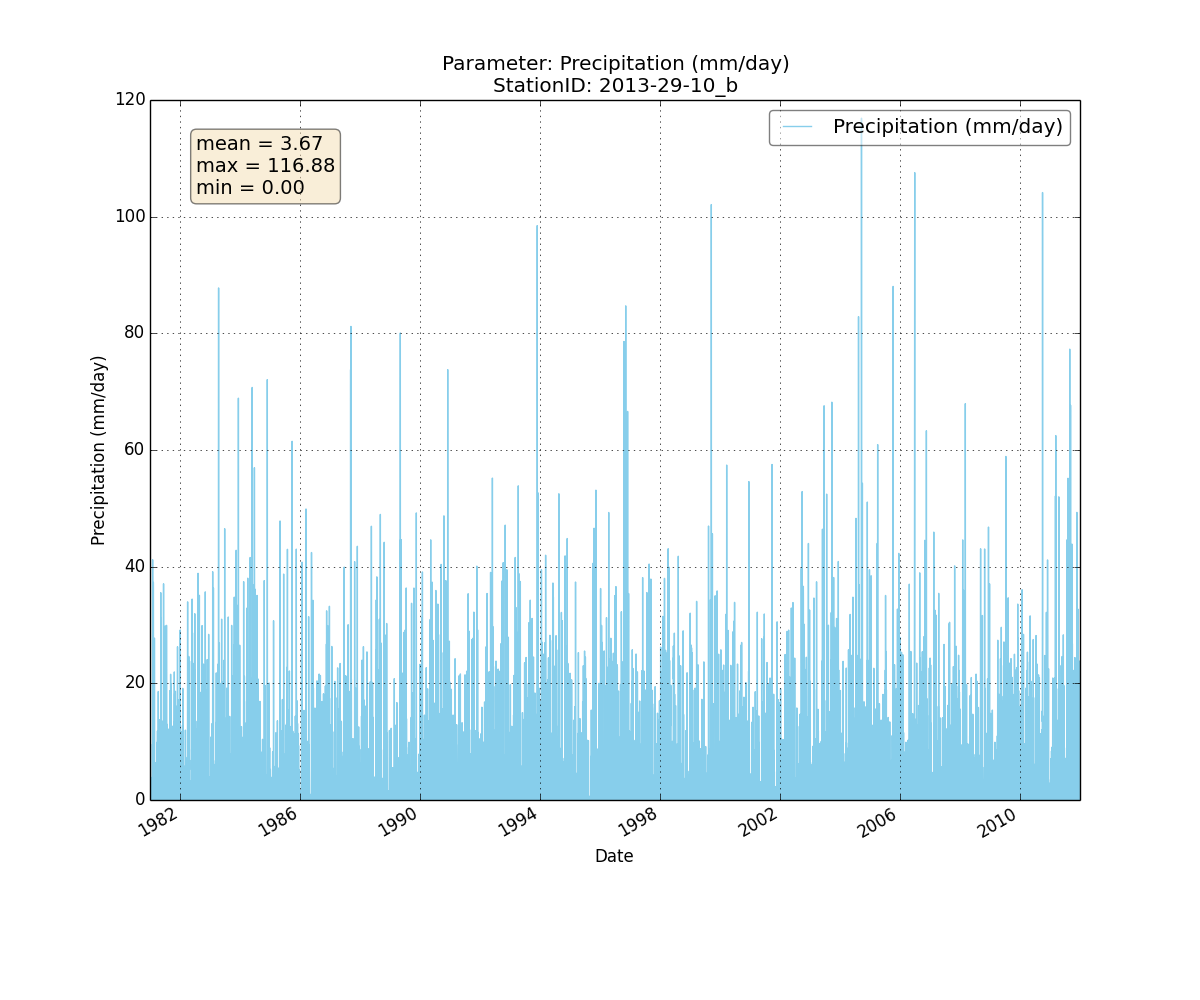 Parameter: Precipitation (mm/day)
StationID: 2013-29-10_b
120
100
80
60
40
20
0
Precipitation (mm/day)
mean = 3.67
max = 116.88
min = 0.00
Precipitation (mm/day)
1982
1986
1990
1994
1998
2002
2006
2010
Date